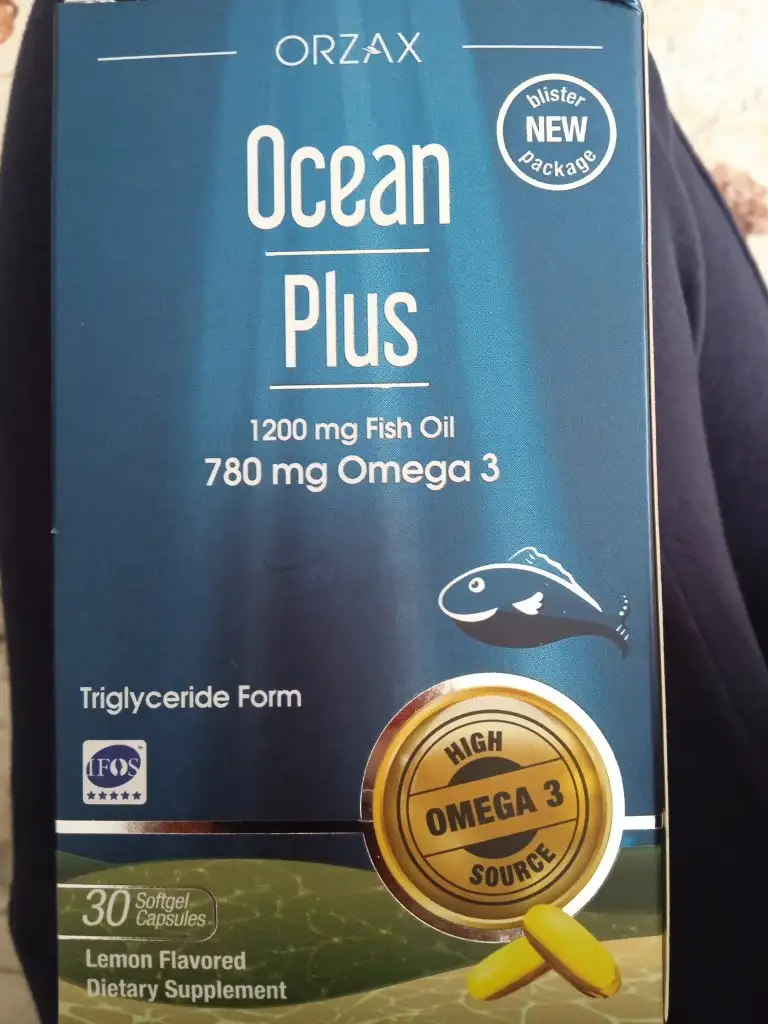 ORZAX
blister
NEW
package
Ocean
Plus
1200 mg Fish Oil
780 mg Omega 3
Triglyceride Form
IFOS
HIGH
OMEGA 3
SOURCE
30 Softgel
Capsules
Lemon Flavored
Dietary Supplement